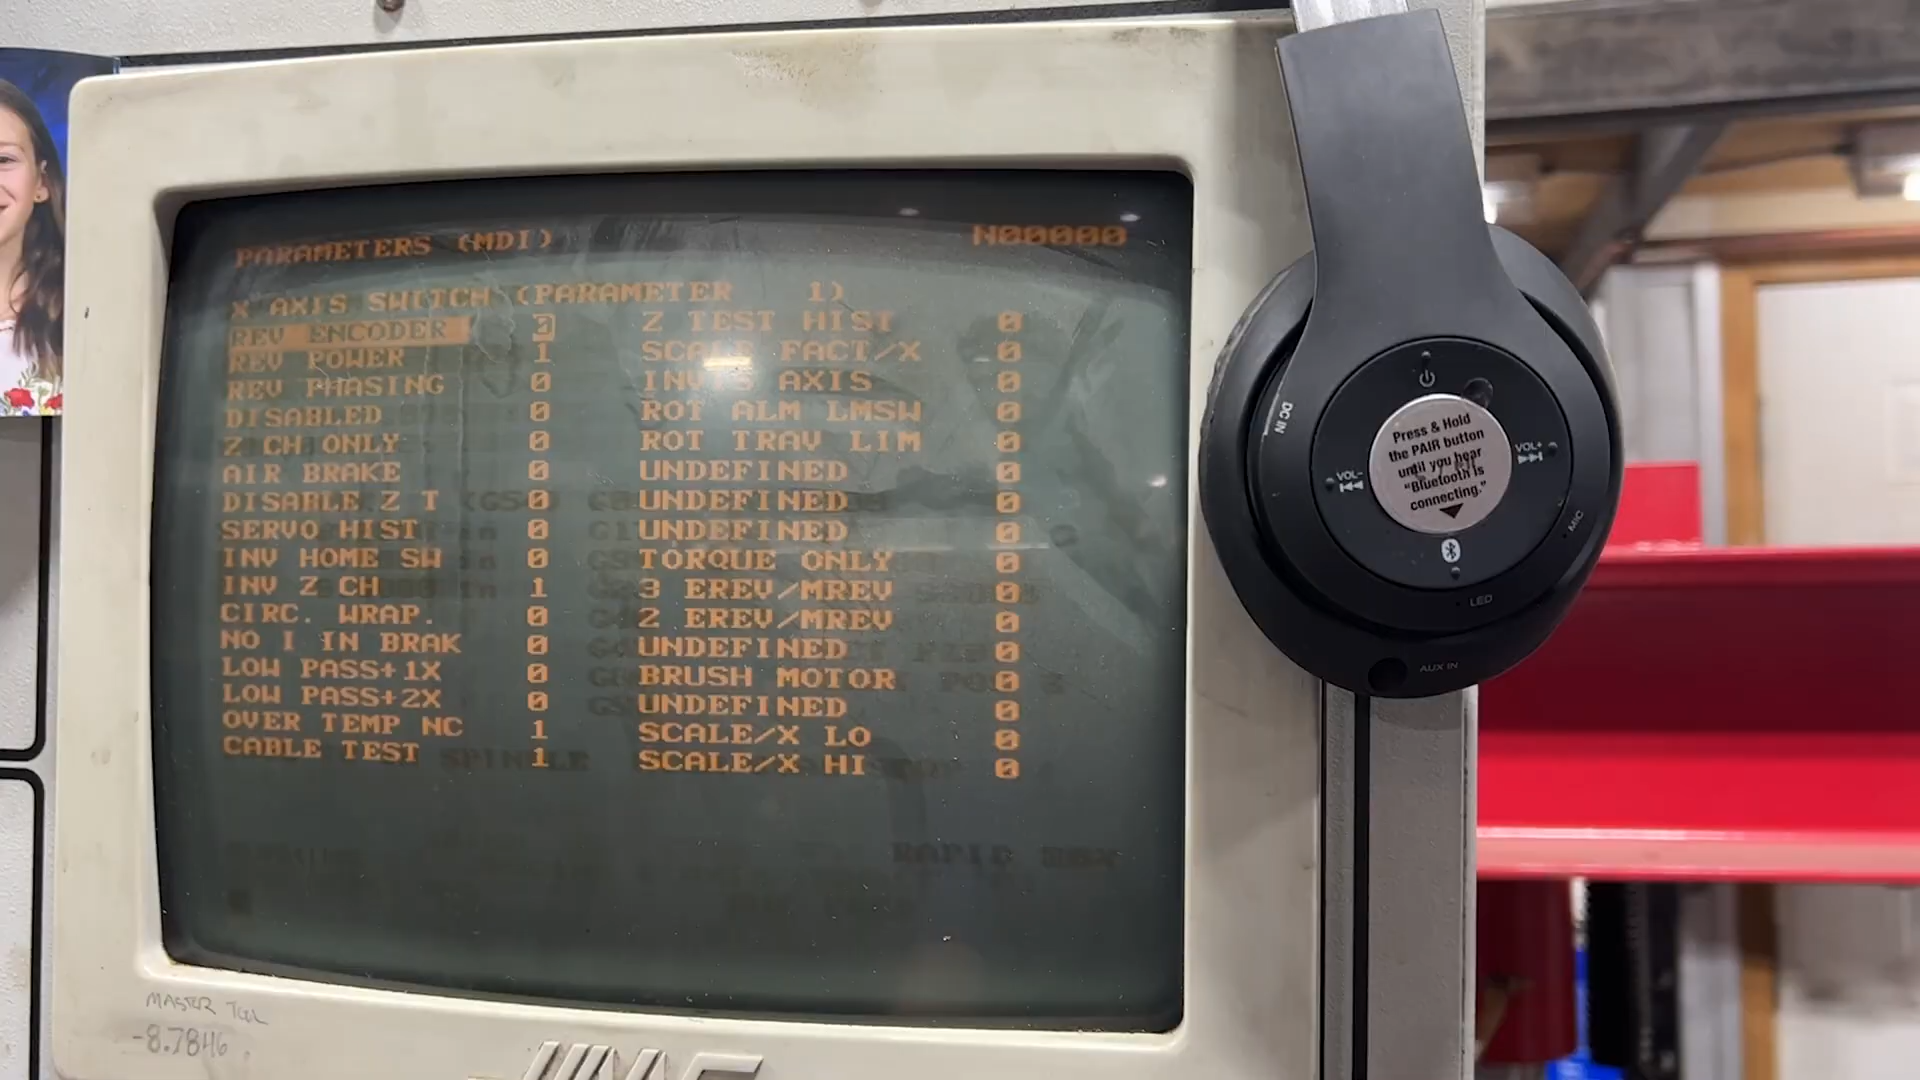 PARAMETERS (MDI) N00000
X AXIS SWITCH (PARAMETER 1)
REV ENCODER 0 Z TEST HIST 0
REV POWER 1 SCALE FACT/X 0
REV PHASING 0 INVIS AXIS 0
DISABLED 0 ROT ALM LMSW 0
Z CH ONLY 0 ROT TRAV LIM 0
AIR BRAKE 0 UNDEFINED 0
DISABLE Z T 0 UNDEFINED 0
SERVO HIST 0 UNDEFINED 0
INV HOME SW 0 TORQUE ONLY 0
INV Z CH 1 3 EREV/MREV 0
CIRC. WRAP. 0 2 EREV/MREV 0
NO I IN BRAK 0 UNDEFINED 0
LOW PASS+1X 0 BRUSH MOTOR 0
LOW PASS+2X 0 UNDEFINED 0
OVER TEMP NC 1 SCALE/X LO 0
CABLE TEST 1 SCALE/X HI 0
MASTER TOOL
-8.7846
DC IN
Press & Hold
the PAIR button
until you hear
"Bluetooth is
connecting."
VOL-
VOL+
MIC
LED
AUX IN